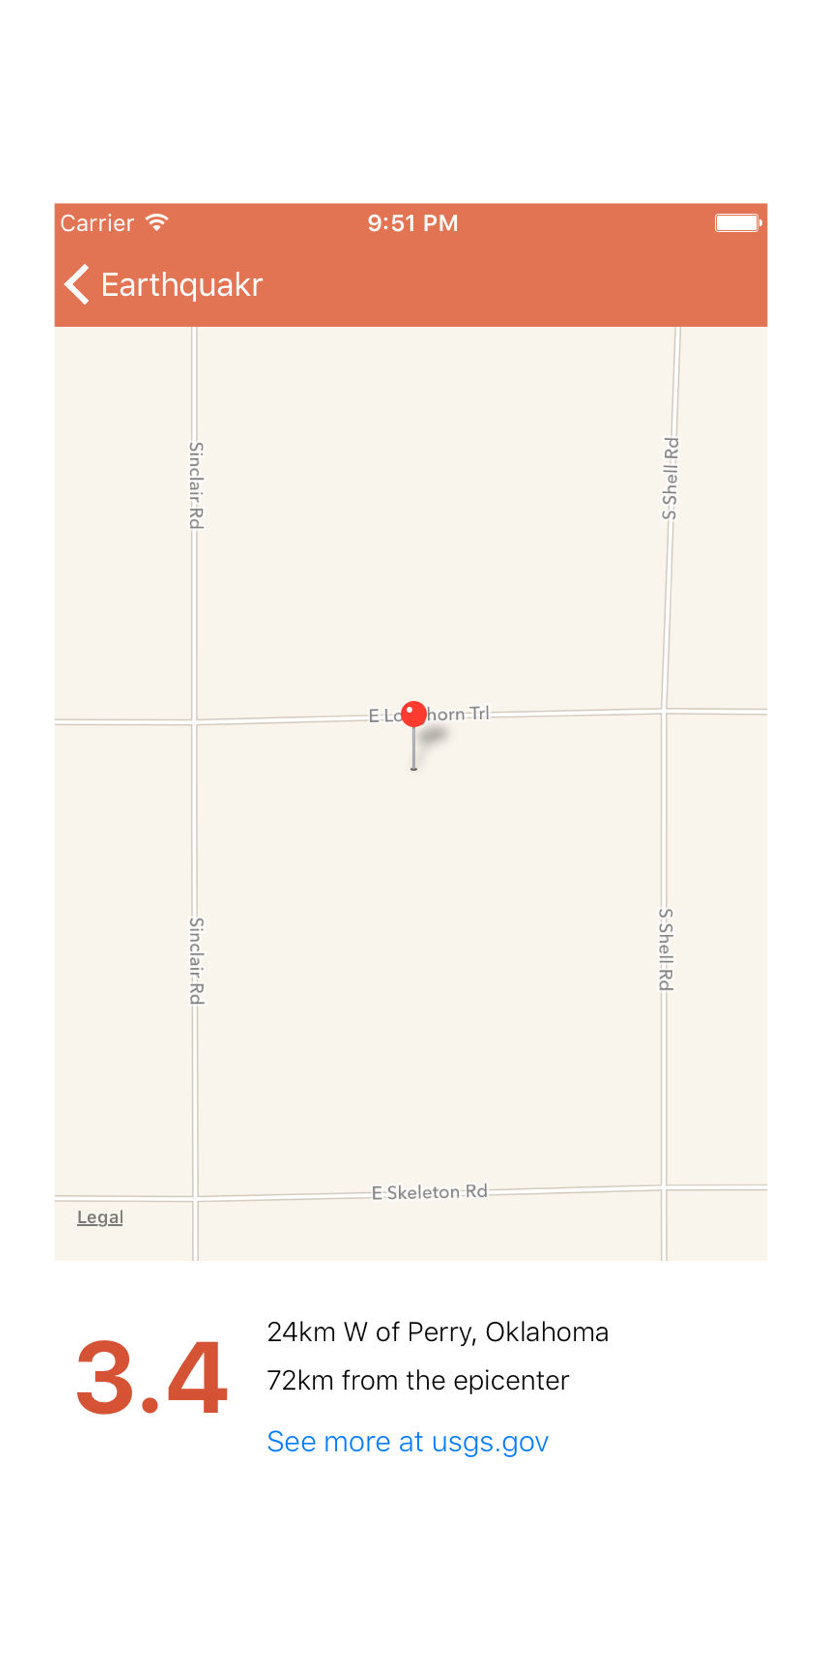 Carrier
9:51 PM
Earthquakr
Sinclair Rd
S Shell Rd
E Lo horn Trl
Sinclair Rd
S Shell Rd
E Skeleton Rd
Legal
3.4
24km W of Perry, Oklahoma
72km from the epicenter
See more at usgs.gov